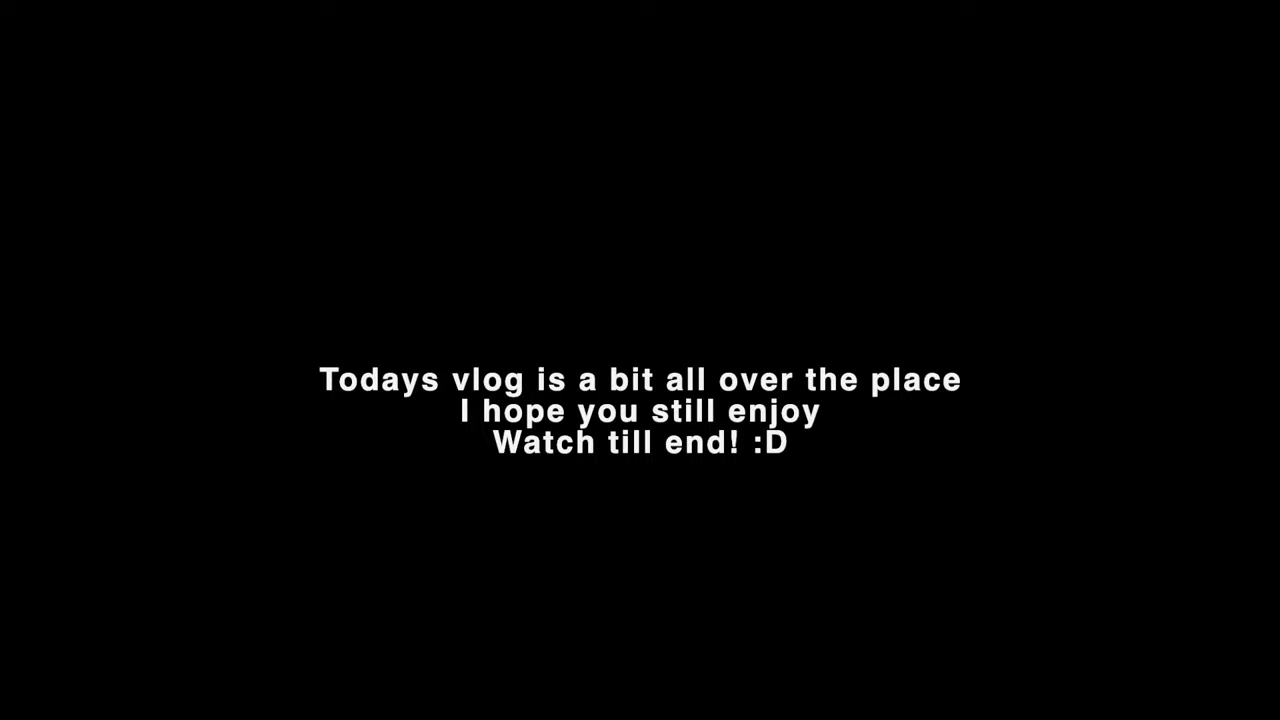 Todays vlog is a bit all over the place
I hope you still enjoy
Watch till end! :D